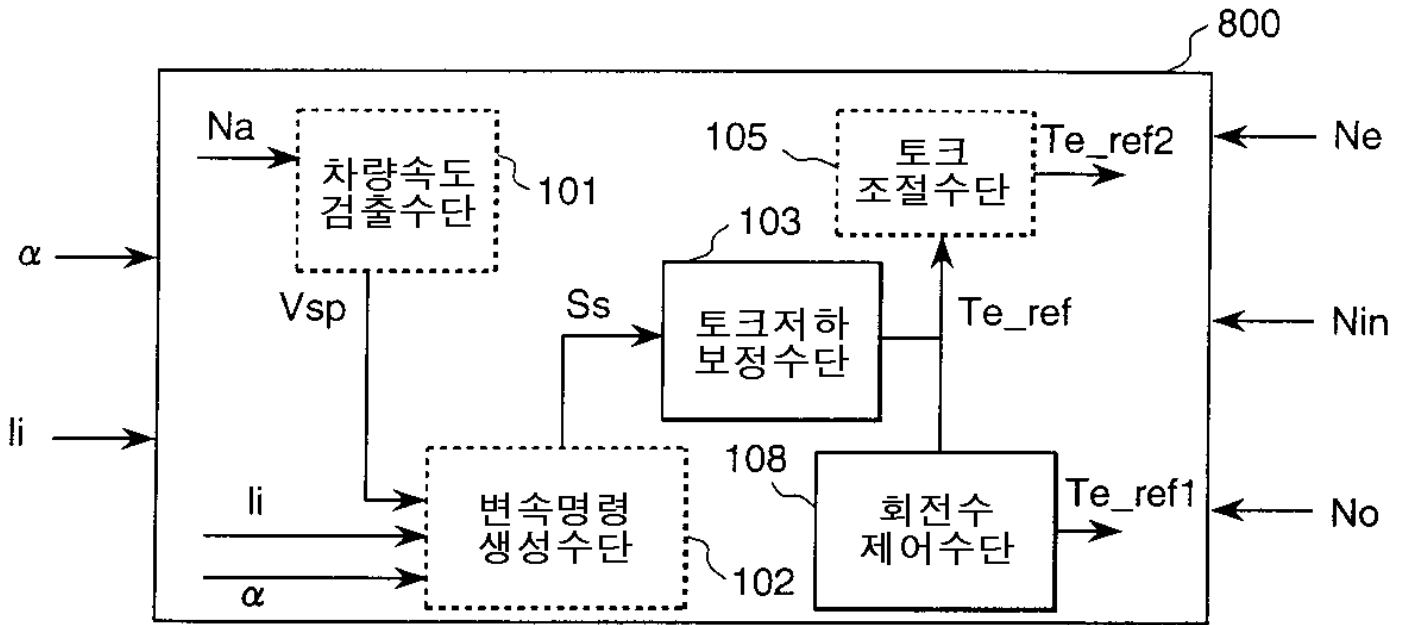 800
Na
차량속도
검출수단
101
105
토크
조절수단
Te_ref2
Ne
α
Vsp
103
Ss
토크저하
보정수단
Te_ref
Nin
Ii
Ii
α
변속명령
생성수단
102
108
회전수
제어수단
Te_ref1
No